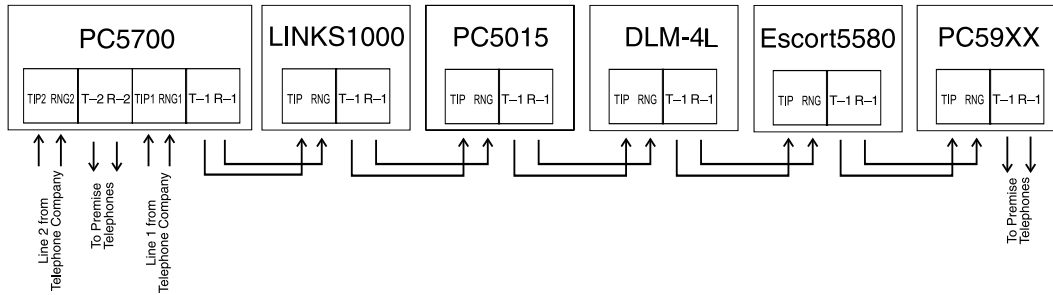 PC5700
LINKS1000
PC5015
DLM-4L
Escort5580
PC59XX
TIP2 RNG2 T–2 R–2 TIP1 RNG1 T–1 R–1
TIP RNG T–1 R–1
TIP RNG T–1 R–1
TIP RNG T–1 R–1
TIP RNG T–1 R–1
TIP RNG T–1 R–1
Line 2 from
Telephone Company
To Premise
Telephones
Line 1 from
Telephone Company
To Premise
Telephones